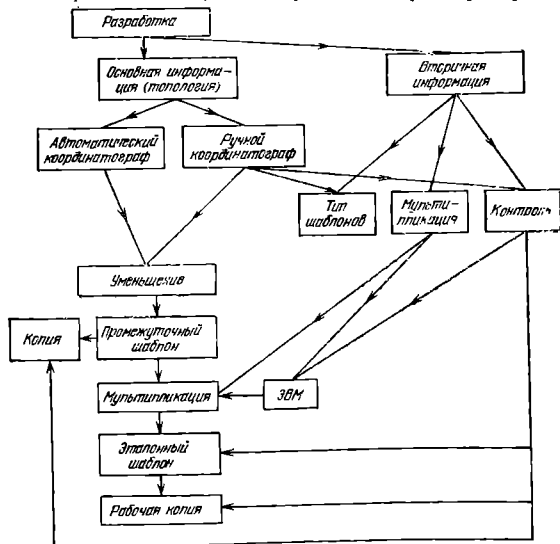 Разработка
Основная информа-
ция (топология)
Вторичная
информация
Автоматический
координатограф
Ручной
координатограф
Тип
шаблонов
Мульти-
пликация
Контроль
Уменьшение
Копия
Промежуточный
шаблон
Мультипликация
ЭВМ
Эталонный
шаблон
Рабочая копия